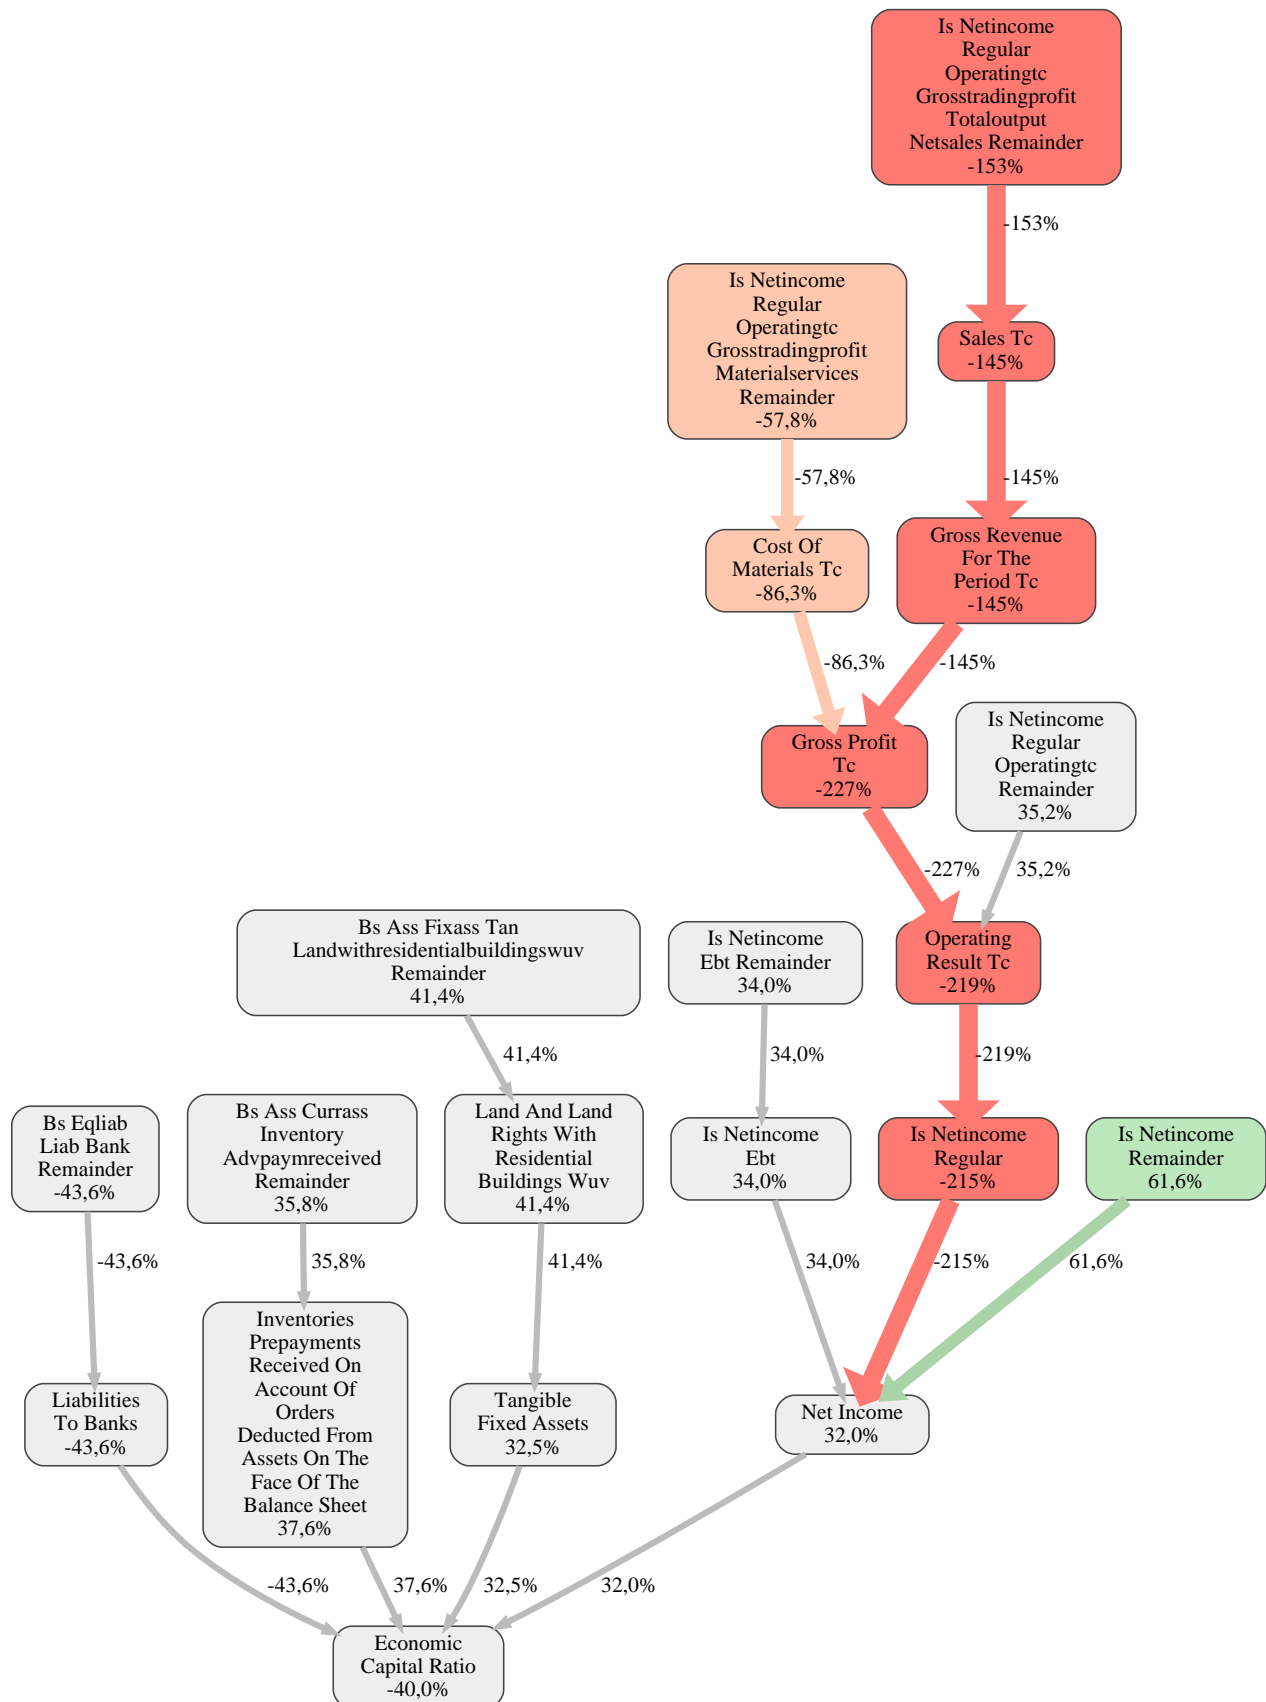 Is Netincome
Regular
Operatingtc
Grosstradingprofit
Totaloutput
Netsales Remainder
-153%
-153%
Is Netincome
Regular
Operatingtc
Grosstradingprofit
Materialservices
Remainder
-57,8%
Sales Tc
-145%
-57,8%
-145%
Cost Of
Materials Tc
-86,3%
Gross Revenue
For The
Period Tc
-145%
-86,3%
-145%
Gross Profit
Tc
-227%
Is Netincome
Regular
Operatingtc
Remainder
35,2%
-227%
35,2%
Bs Ass Fixass Tan
Landwithresidentialbuildingswuv
Remainder
41,4%
Is Netincome
Ebt Remainder
34,0%
Operating
Result Tc
-219%
41,4%
34,0%
-219%
Bs Eqliab
Liab Bank
Remainder
-43,6%
Bs Ass Currass
Inventory
Advpaymreceived
Remainder
35,8%
Land And Land
Rights With
Residential
Buildings Wuv
41,4%
Is Netincome
Ebt
34,0%
Is Netincome
Regular
-215%
Is Netincome
Remainder
61,6%
-43,6%
35,8%
41,4%
34,0%
-215%
61,6%
Liabilities
To Banks
-43,6%
Inventories
Prepayments
Received On
Account Of
Orders
Deducted From
Assets On The
Face Of The
Balance Sheet
37,6%
Tangible
Fixed Assets
32,5%
Net Income
32,0%
-43,6%
37,6%
32,5%
32,0%
Economic
Capital Ratio
-40,0%